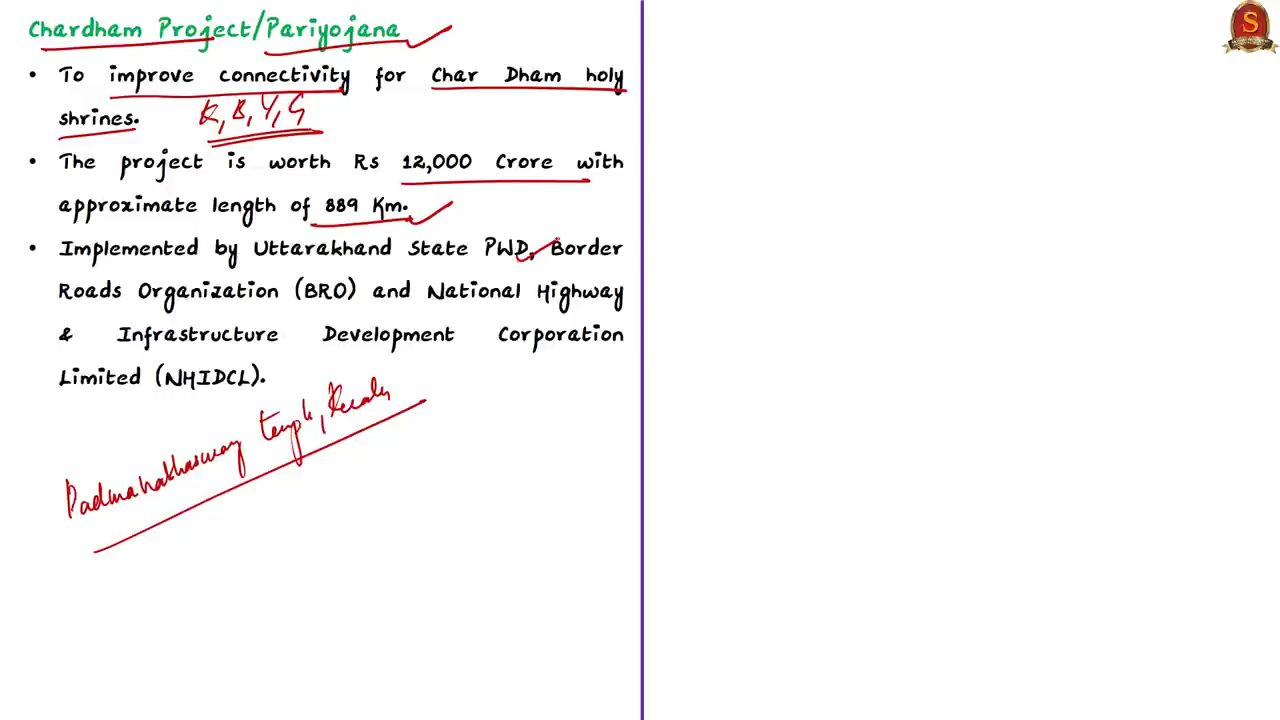 Chardham Project/Pariyojana
• To improve connectivity for Char Dham holy
shrines.
K, B, Y, G
• The project is worth Rs 12,000 Crore with
approximate length of 889 Km.
• Implemented by Uttarakhand State PWD, Border
Roads Organization (BRO) and National Highway
& Infrastructure Development Corporation
Limited (NHIDCL).
temple, Kerala
S